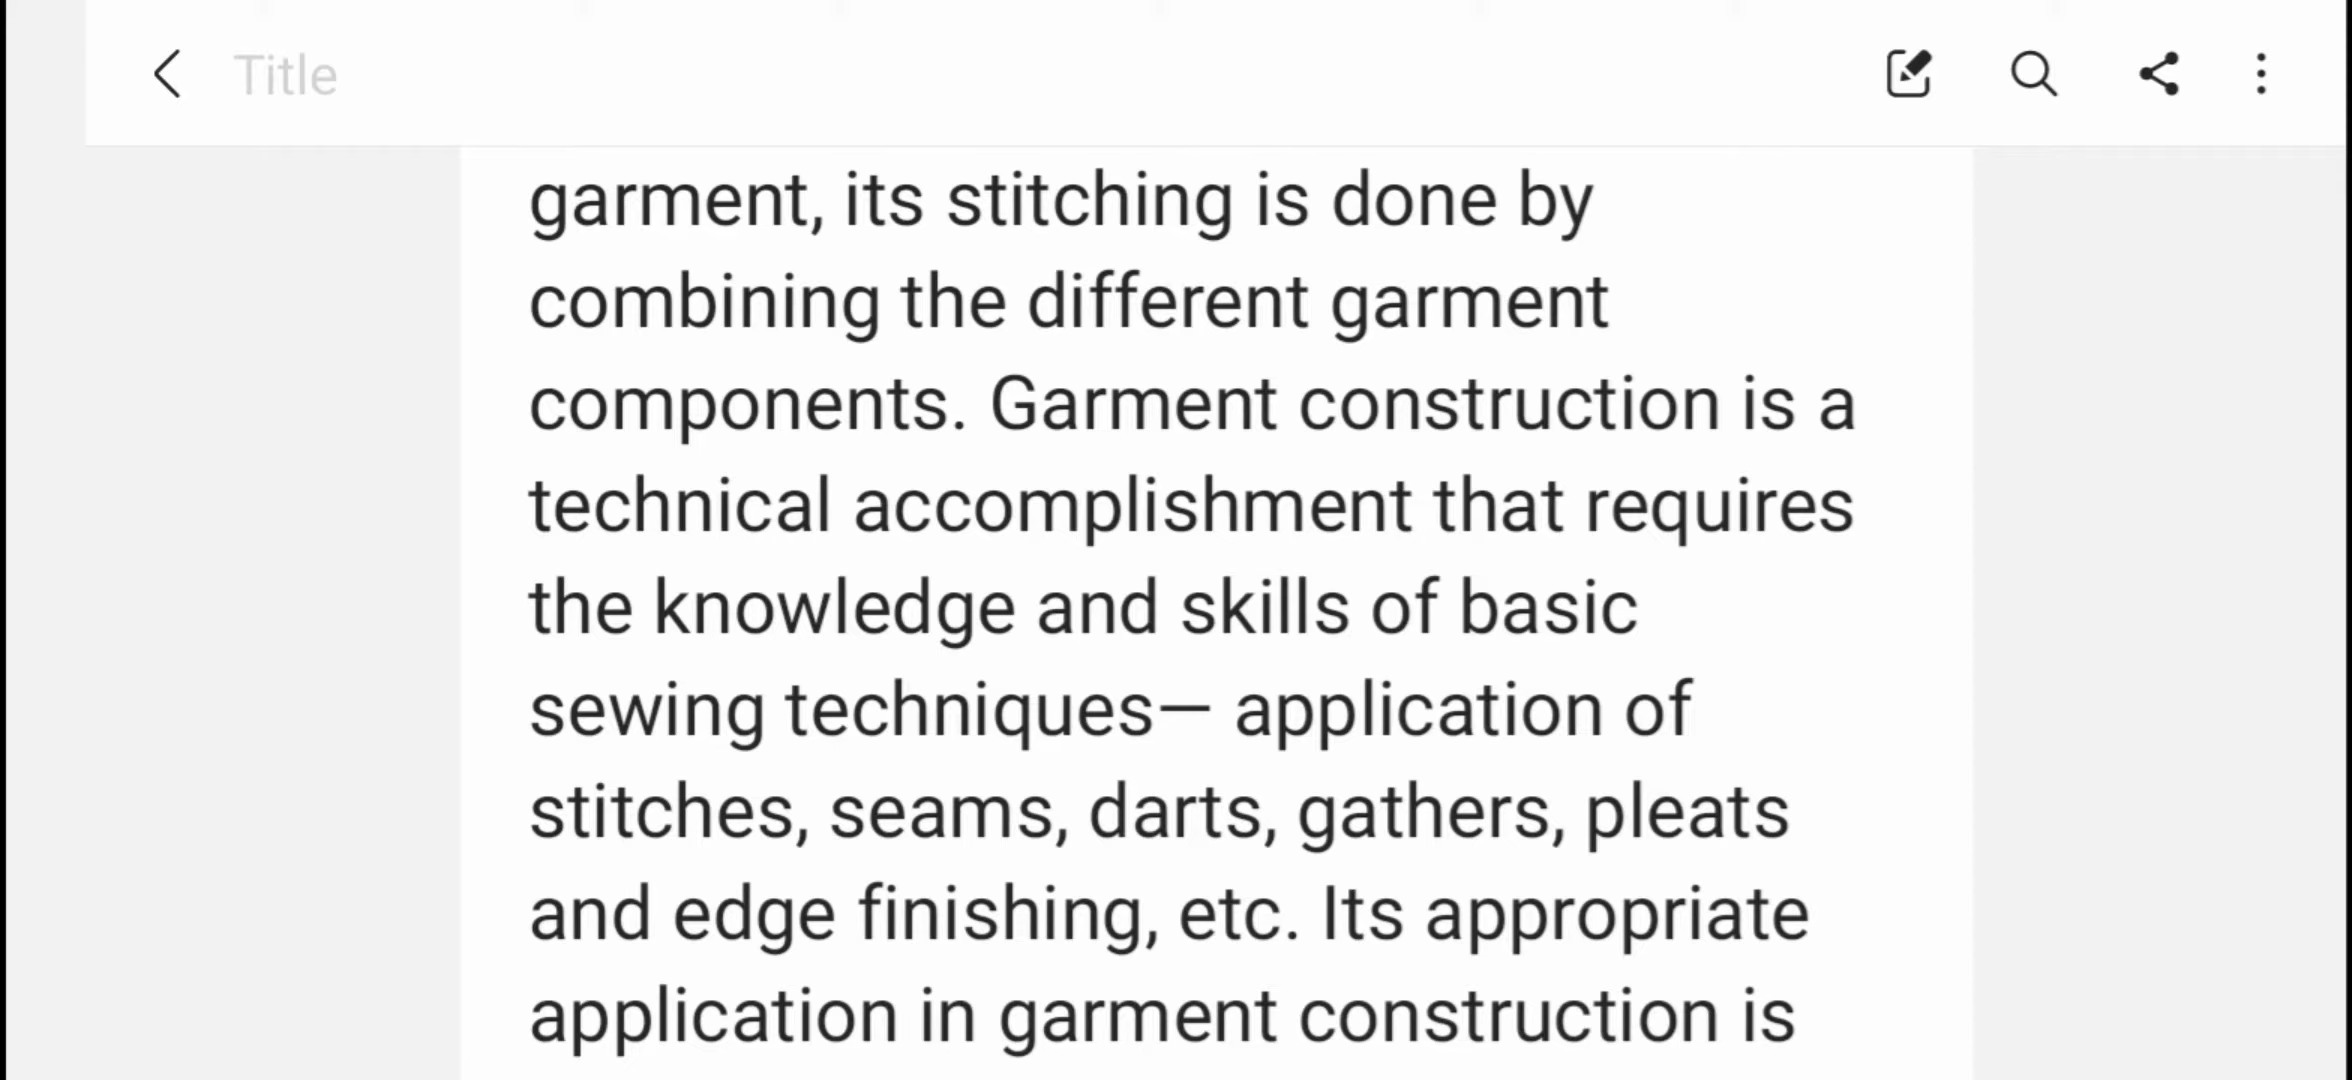 Title
garment, its stitching is done by
combining the different garment
components. Garment construction is a
technical accomplishment that requires
the knowledge and skills of basic
sewing techniques— application of
stitches, seams, darts, gathers, pleats
and edge finishing, etc. Its appropriate
application in garment construction is